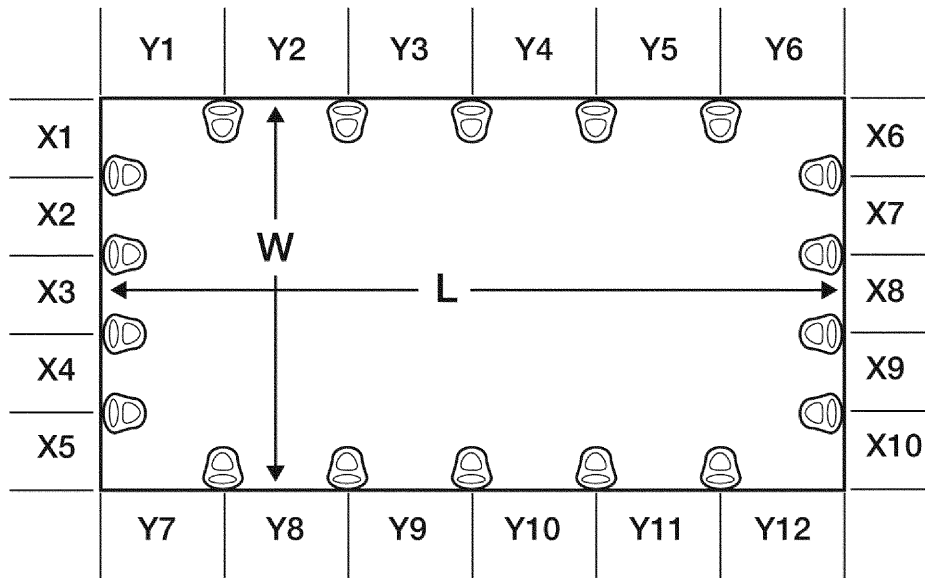 Y1 Y2 Y3 Y4 Y5 Y6
X1 X6
X2 X7
W
X3 L X8
X4 X9
X5 X10
Y7 Y8 Y9 Y10 Y11 Y12